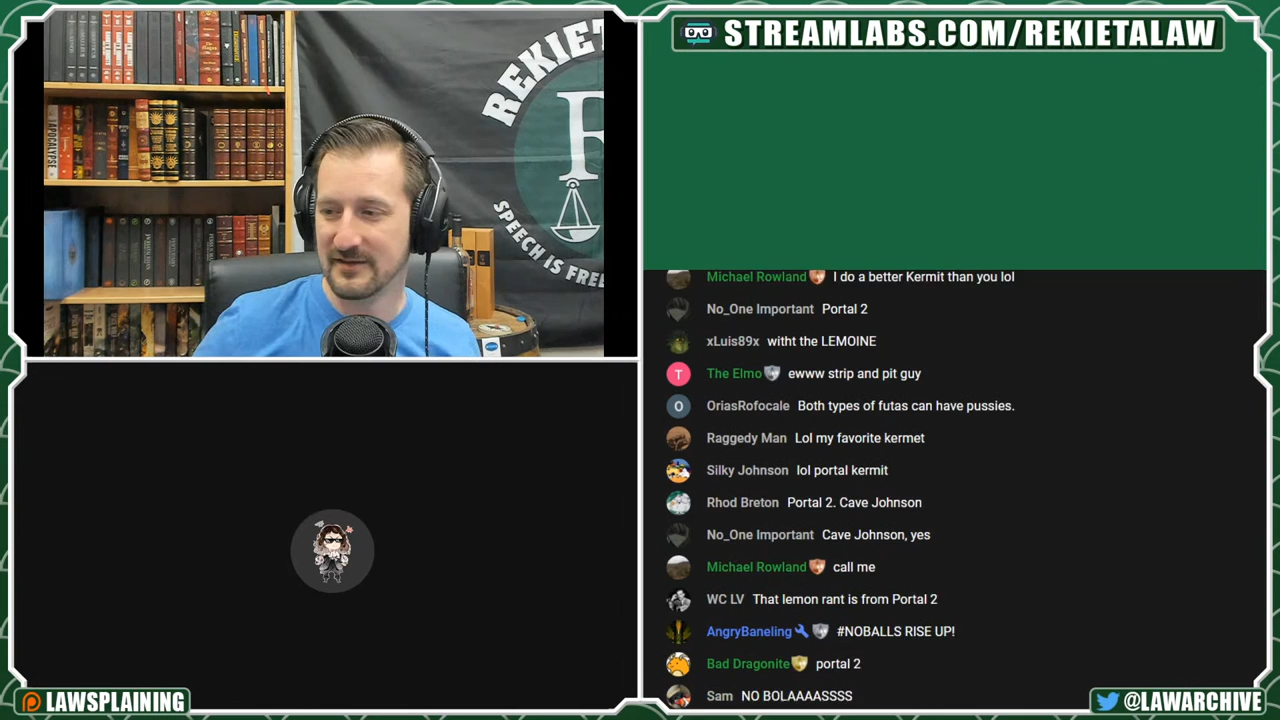 STREAMLABS.COM/REKIETALAW
REKIET
R
SPEECH IS FREE
APOCALYPSE
Michael Rowland I do a better Kermit than you lol
No_One Important Portal 2
xLuis89x witht the LEMOINE
T
The Elmo ewww strip and pit guy
O
OriasRofocale Both types of futas can have pussies.
Raggedy Man Lol my favorite kermet
Silky Johnson lol portal kermit
Rhod Breton Portal 2. Cave Johnson
No_One Important Cave Johnson, yes
Michael Rowland call me
WC LV That lemon rant is from Portal 2
AngryBaneling #NOBALLS RISE UP!
Bad Dragonite portal 2
Sam NO BOLAAAASSSS
LAWSPLAINING
@LAWARCHIVE